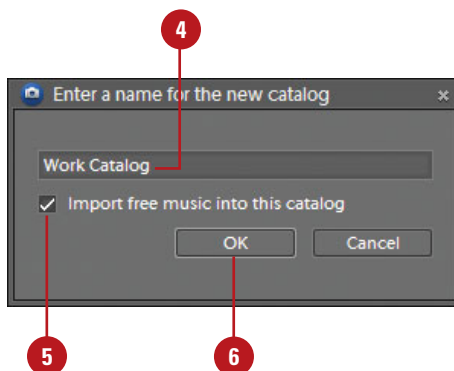 4
Enter a name for the new catalog
Work Catalog
Import free music into this catalog
OK Cancel
5 6